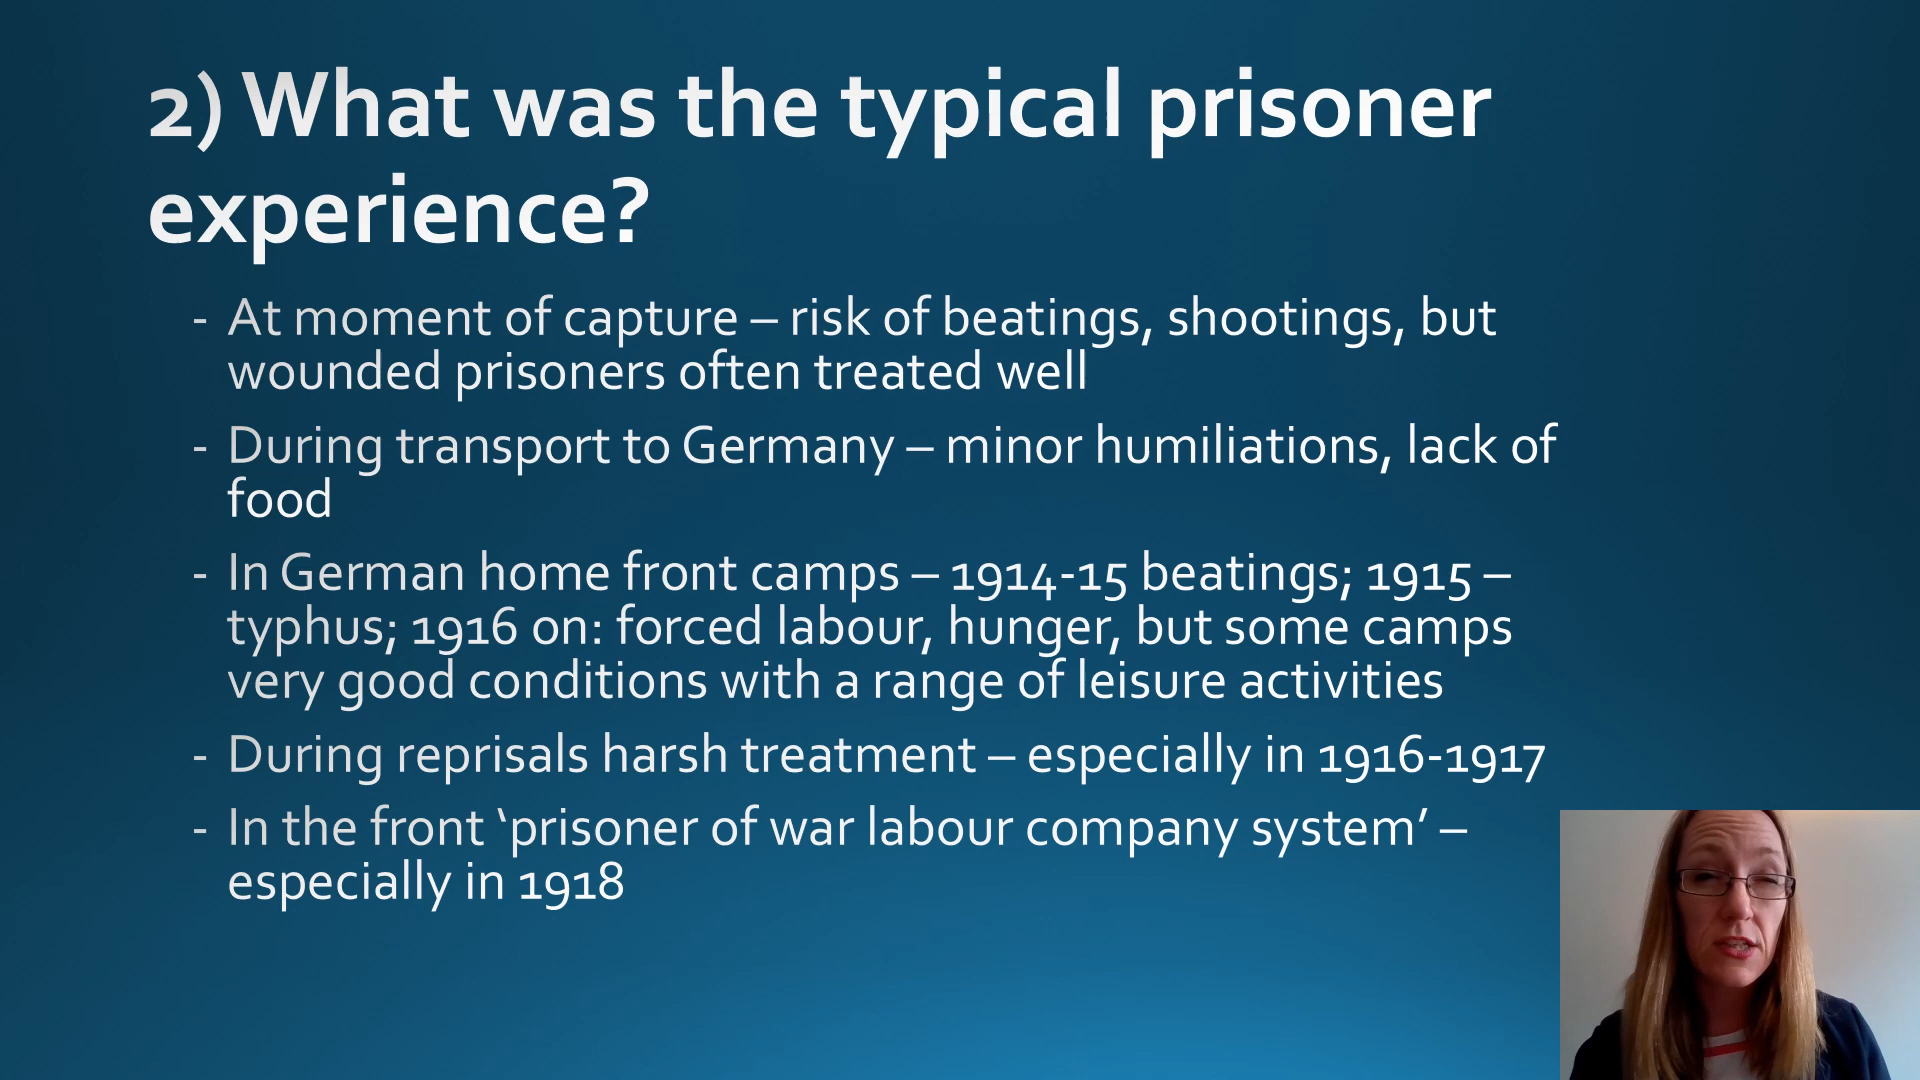 2) What was the typical prisoner
experience?
- At moment of capture – risk of beatings, shootings, but
wounded prisoners often treated well
- During transport to Germany – minor humiliations, lack of
food
- In German home front camps – 1914-15 beatings; 1915 –
typhus; 1916 on: forced labour, hunger, but some camps
very good conditions with a range of leisure activities
- During reprisals harsh treatment – especially in 1916-1917
- In the front ‘prisoner of war labour company system’ –
especially in 1918